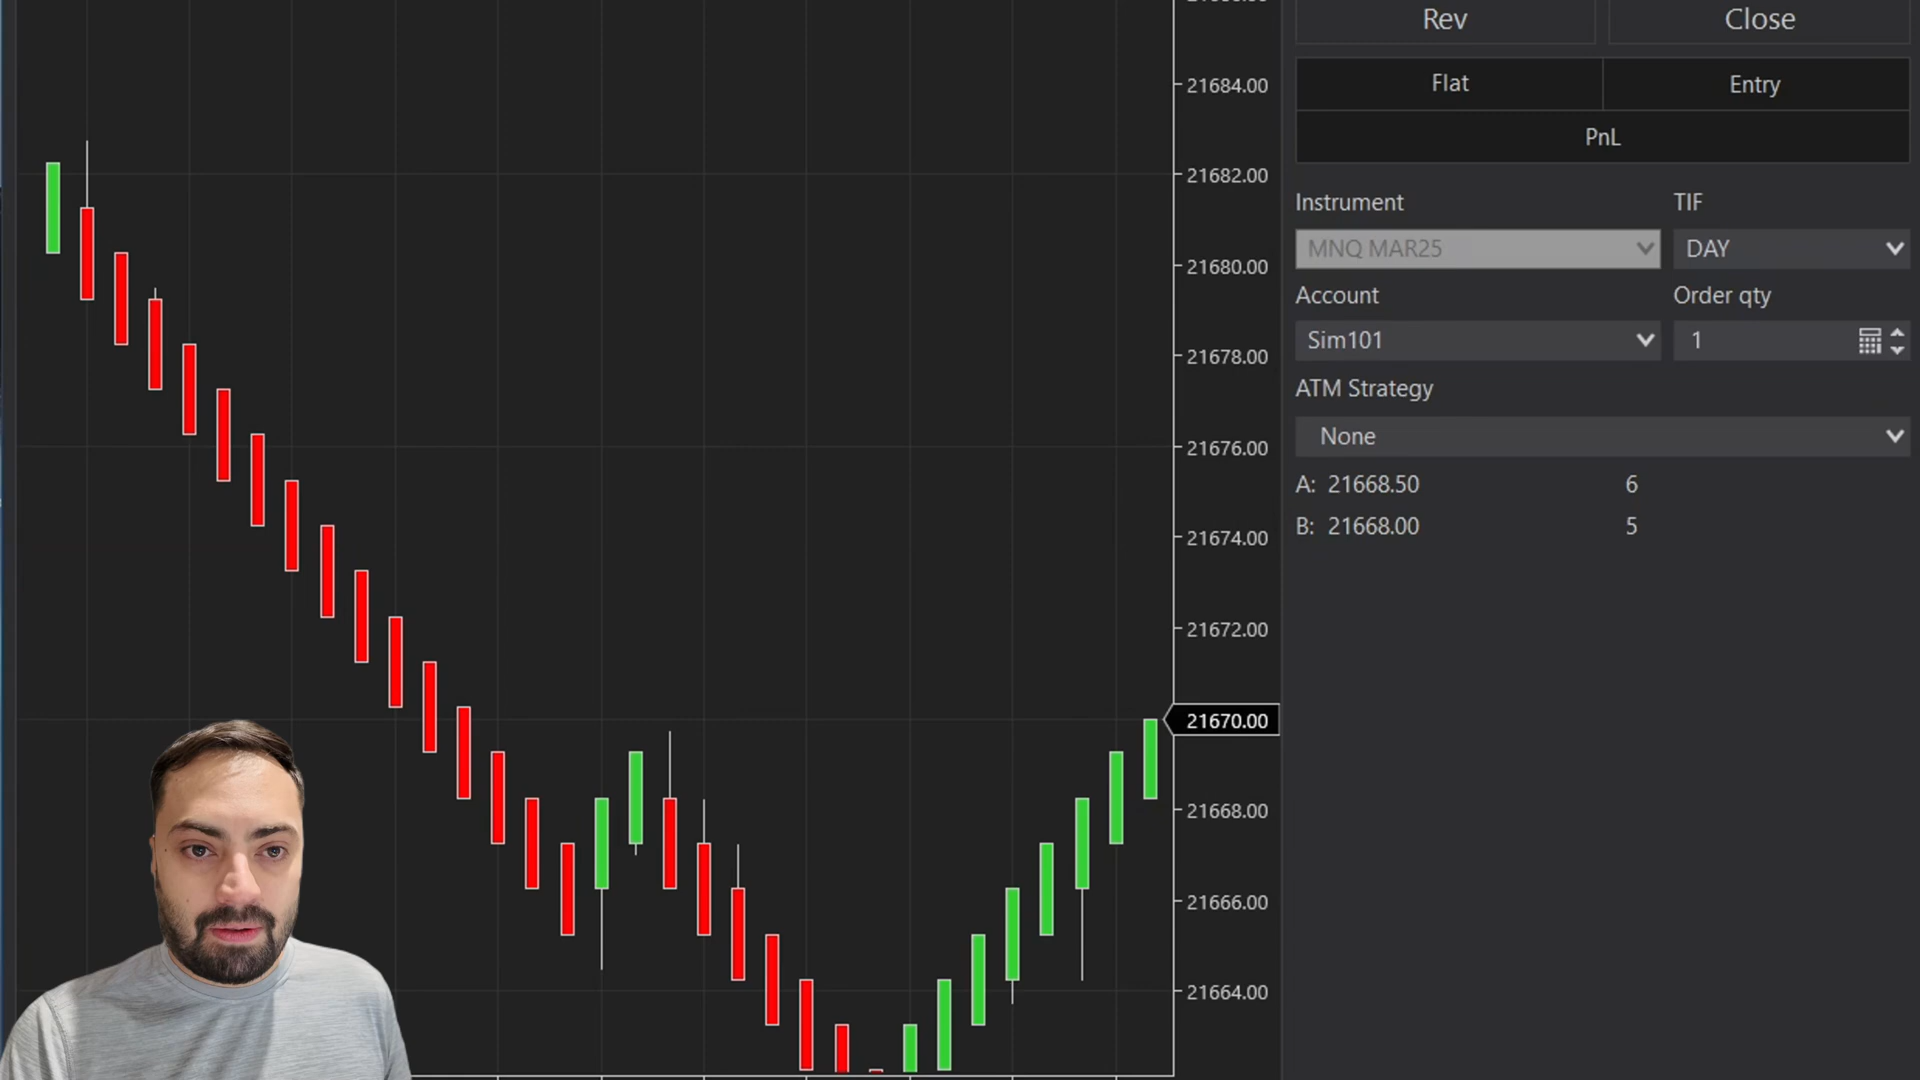 Rev Close
21684.00
Flat Entry
PnL
21682.00
Instrument TIF
MNQ MAR25 DAY
21680.00
Account Order qty
Sim101 1
21678.00
ATM Strategy
None
21676.00
A: 21668.50 6
B: 21668.00 5
21674.00
21672.00
21670.00
21668.00
21666.00
21664.00